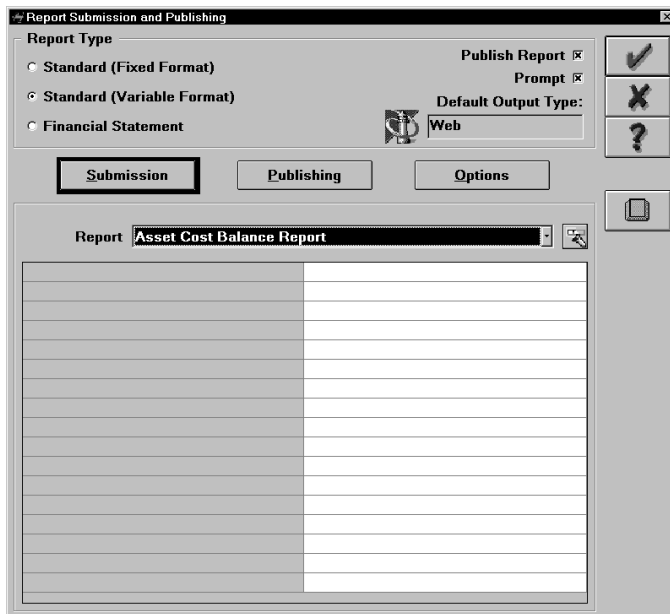 Report Submission and Publishing
Report Type
Standard (Fixed Format)
Standard (Variable Format)
Financial Statement
Publish Report
Prompt
Default Output Type:
Web
Submission
Publishing
Options
Report
Asset Cost Balance Report